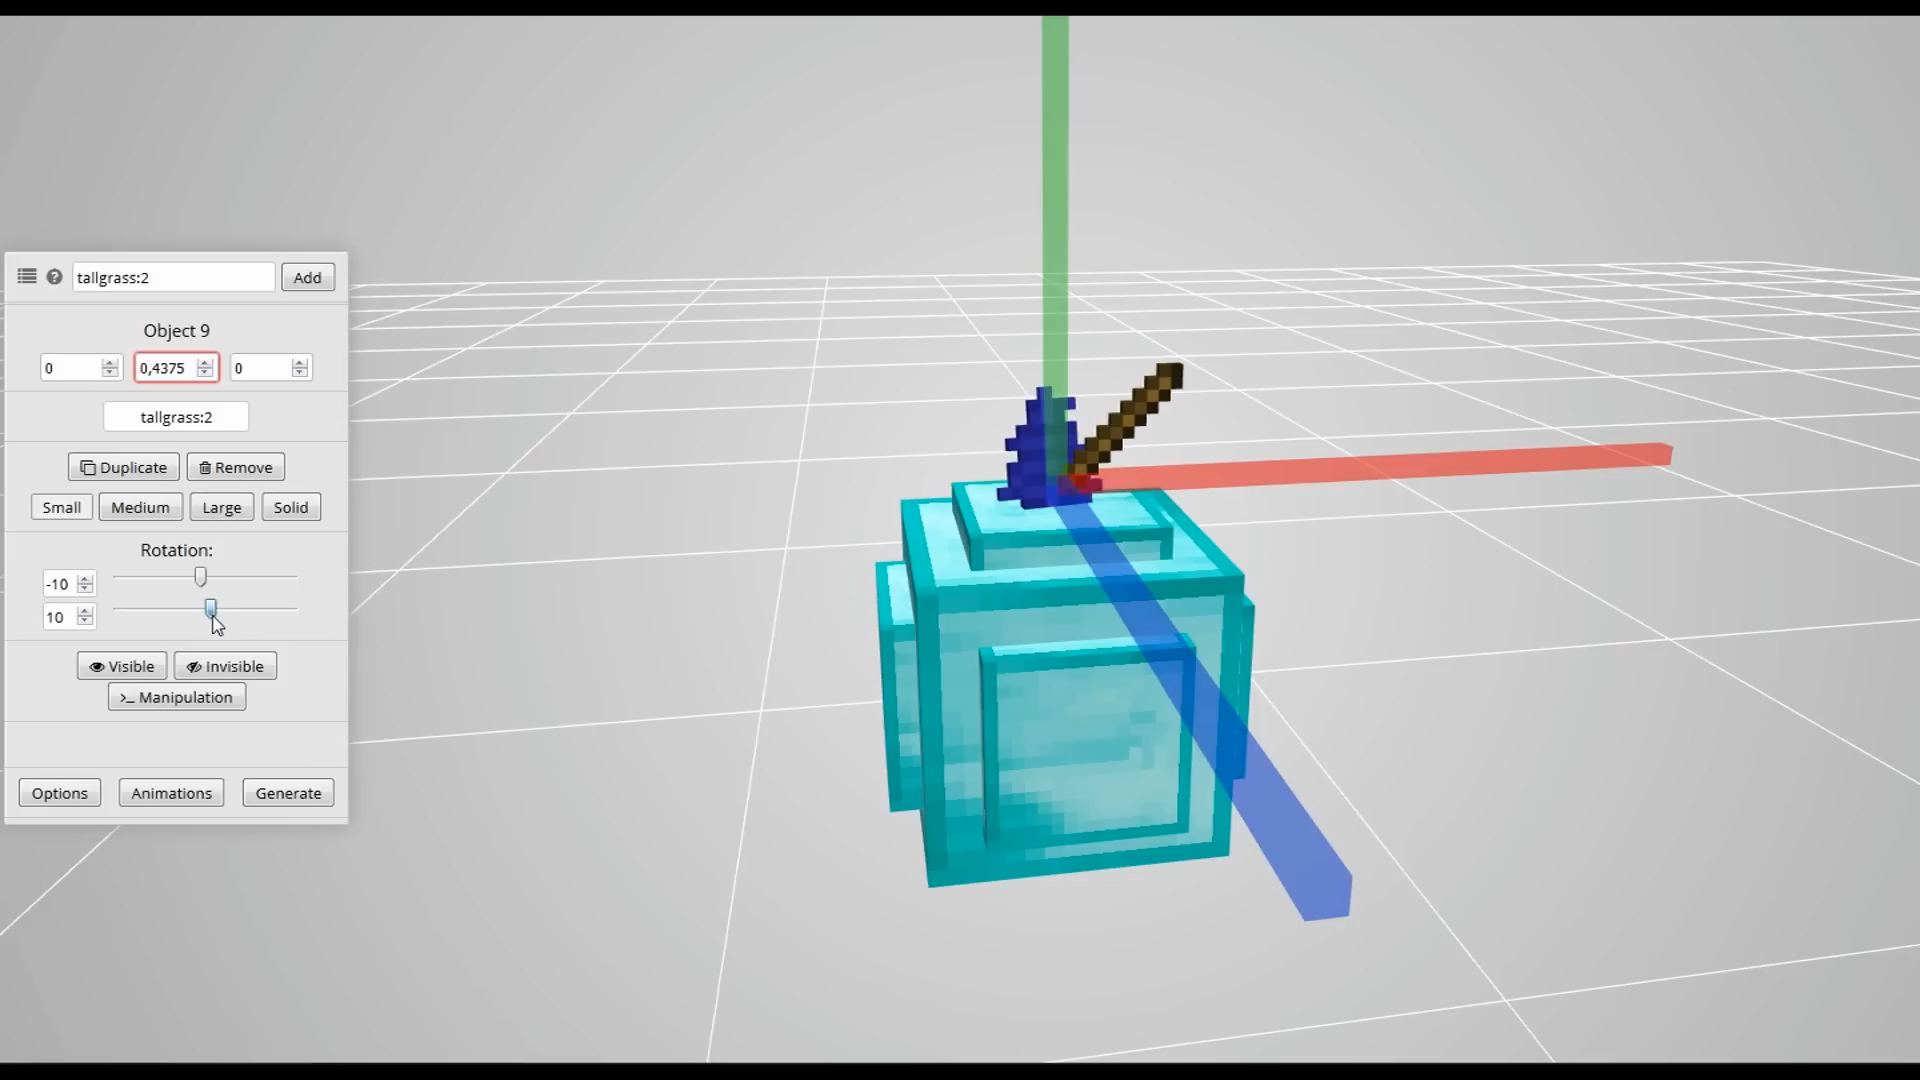 tallgrass:2 Add
Object 9
0 0,4375 0
tallgrass:2
Duplicate Remove
Small Medium Large Solid
Rotation:
-10
10
Visible Invisible
>_ Manipulation
Options Animations Generate